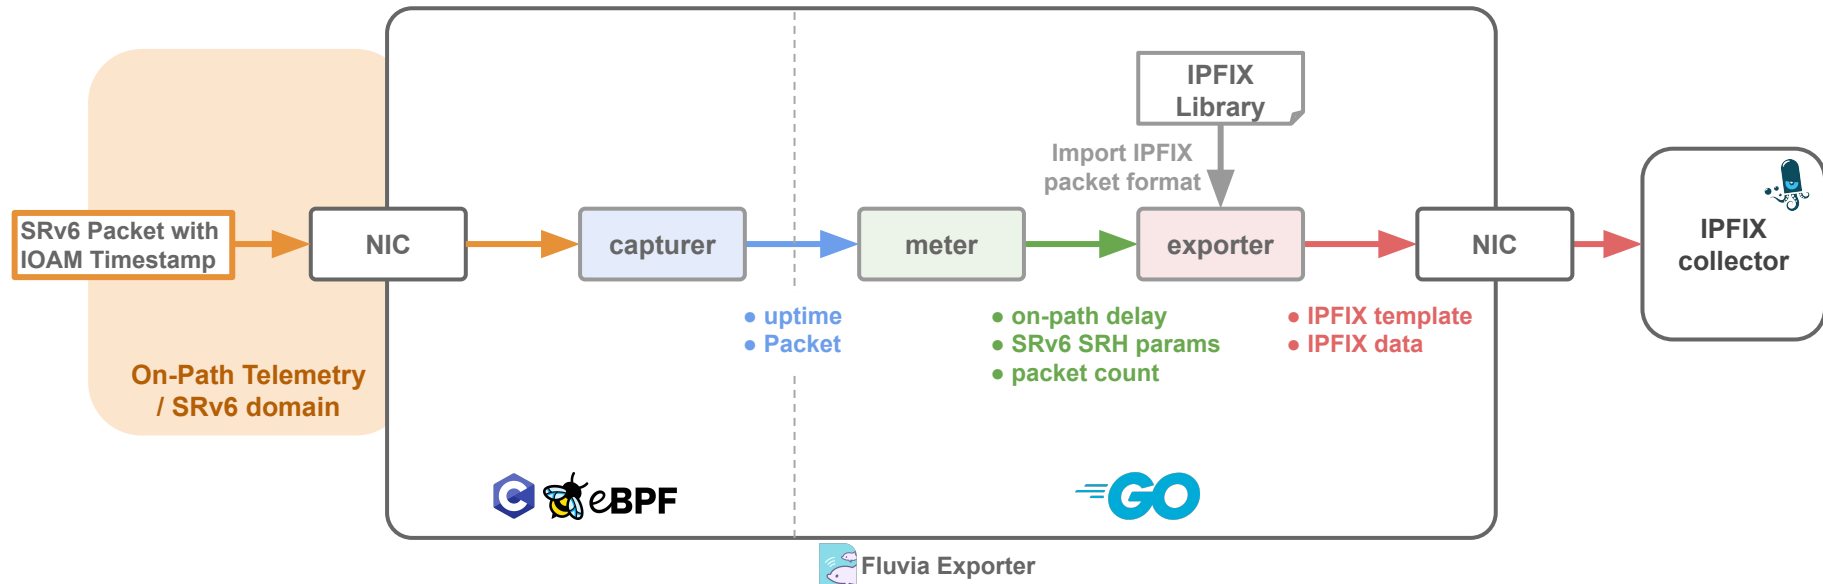 IPFIX
Library
Import IPFIX
packet format
SRv6 Packet with
IOAM Timestamp
NIC
capturer
meter
exporter
NIC
IPFIX
collector
● uptime
● Packet
● on-path delay
● SRv6 SRH params
● packet count
● IPFIX template
● IPFIX data
On-Path Telemetry
/ SRv6 domain
C
eBPF
GO
Fluvia Exporter